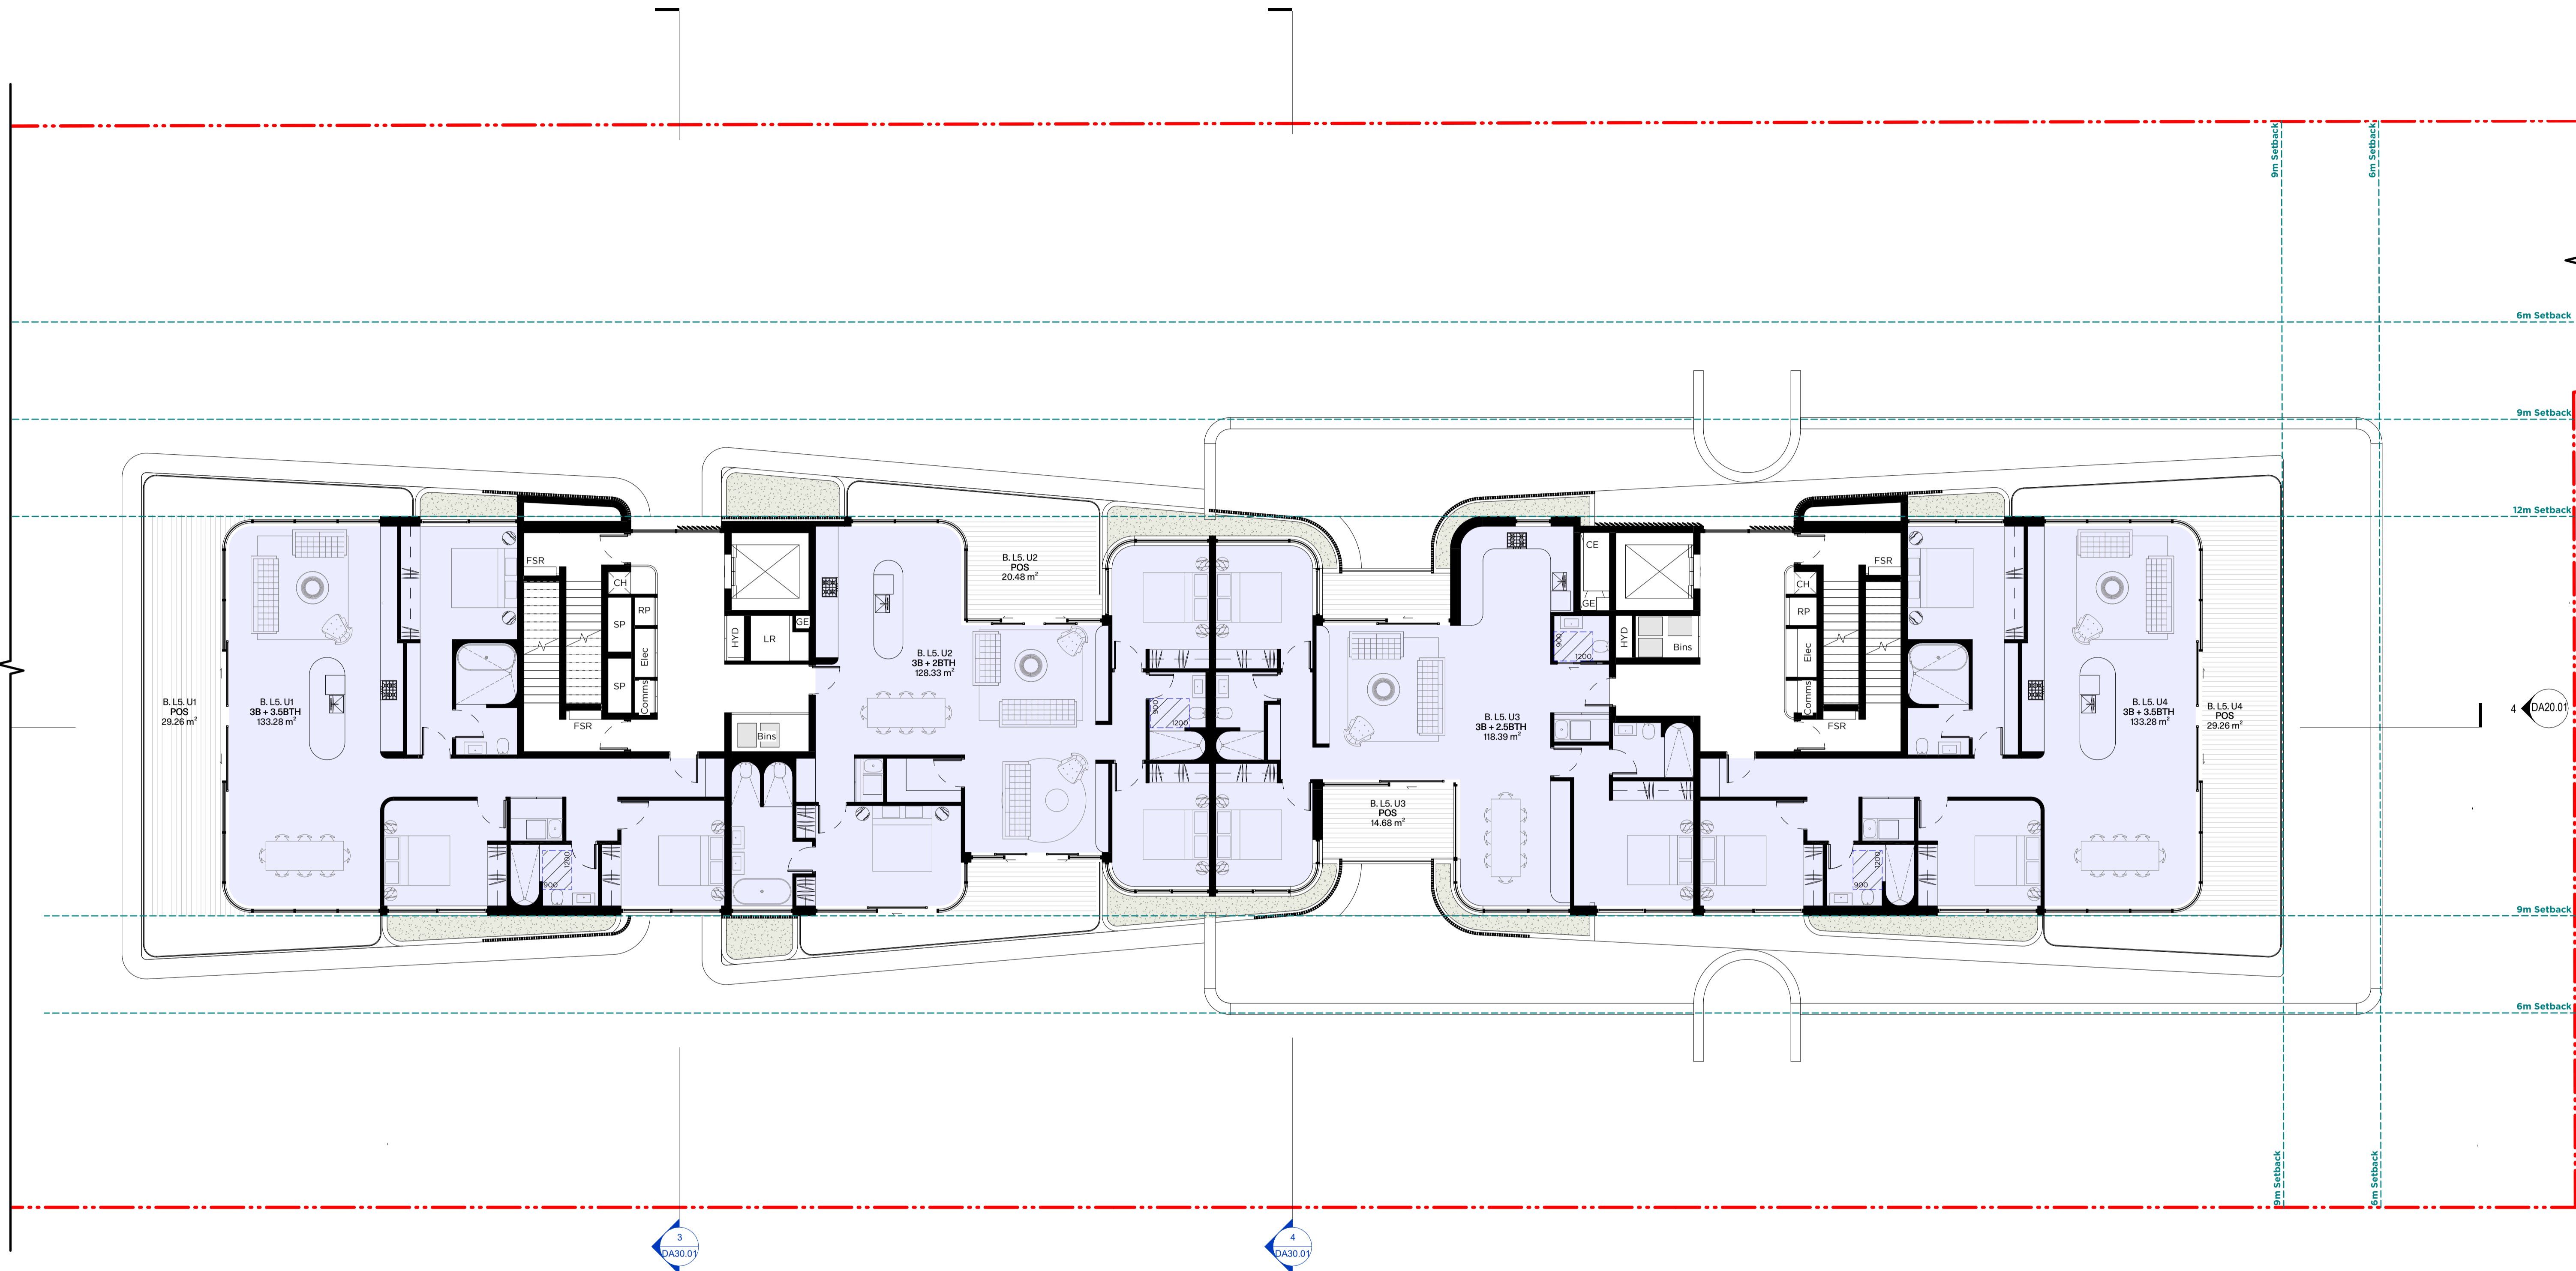 9m Setback
6m Setback
6m Setback
9m Setback
12m Setback
B. L5. U1
POS
29.26 m²
B. L5. U1
3B + 3.5BTH
133.28 m²
FSR
FSR
CH
RP
SP
Elec
SP
Comms
HYD
LR
GE
Bins
B. L5. U2
3B + 2BTH
128.33 m²
B. L5. U2
POS
20.48 m²
900
1200
1200
900
B. L5. U3
POS
14.68 m²
B. L5. U3
3B + 2.5BTH
118.39 m²
CE
GE
900
1200
HYD
Bins
CH
RP
Elec
Comms
FSR
FSR
1200
900
B. L5. U4
3B + 3.5BTH
133.28 m²
B. L5. U4
POS
29.26 m²
4
DA20.01
9m Setback
6m Setback
9m Setback
6m Setback
3
DA30.01
4
DA30.01